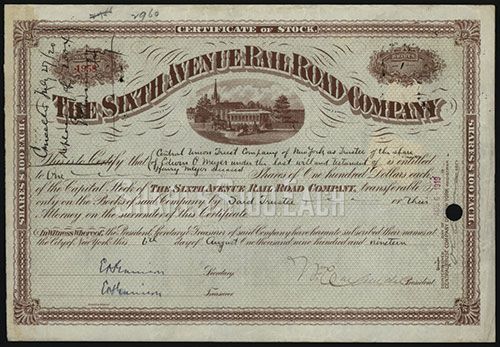 2960
CERTIFICATE OF STOCK
THE SIXTH AVENUE RAIL ROAD COMPANY
This is to Certify that Central Union Trust Company of New York as Trustee of the share
of Edwin O Meyer under the last will and testament of is entitled
Henry Meyer deceased
to One Shares of One hundred Dollars each
of the Capital Stock of THE SIXTH AVENUE RAIL ROAD COMPANY, transferable
only on the Books of said Company by Said Trustee or their
Attorney on the surrender of this Certificate
In Witness Whereof, the President, Secretary & Treasurer of said Company have hereunto subscribed their names at
the City of New York this 6th day of August One thousand nine hundred and nineteen
Secretary
Treasurer
President
SHARES $100 EACH.
SHARES $100 EACH.